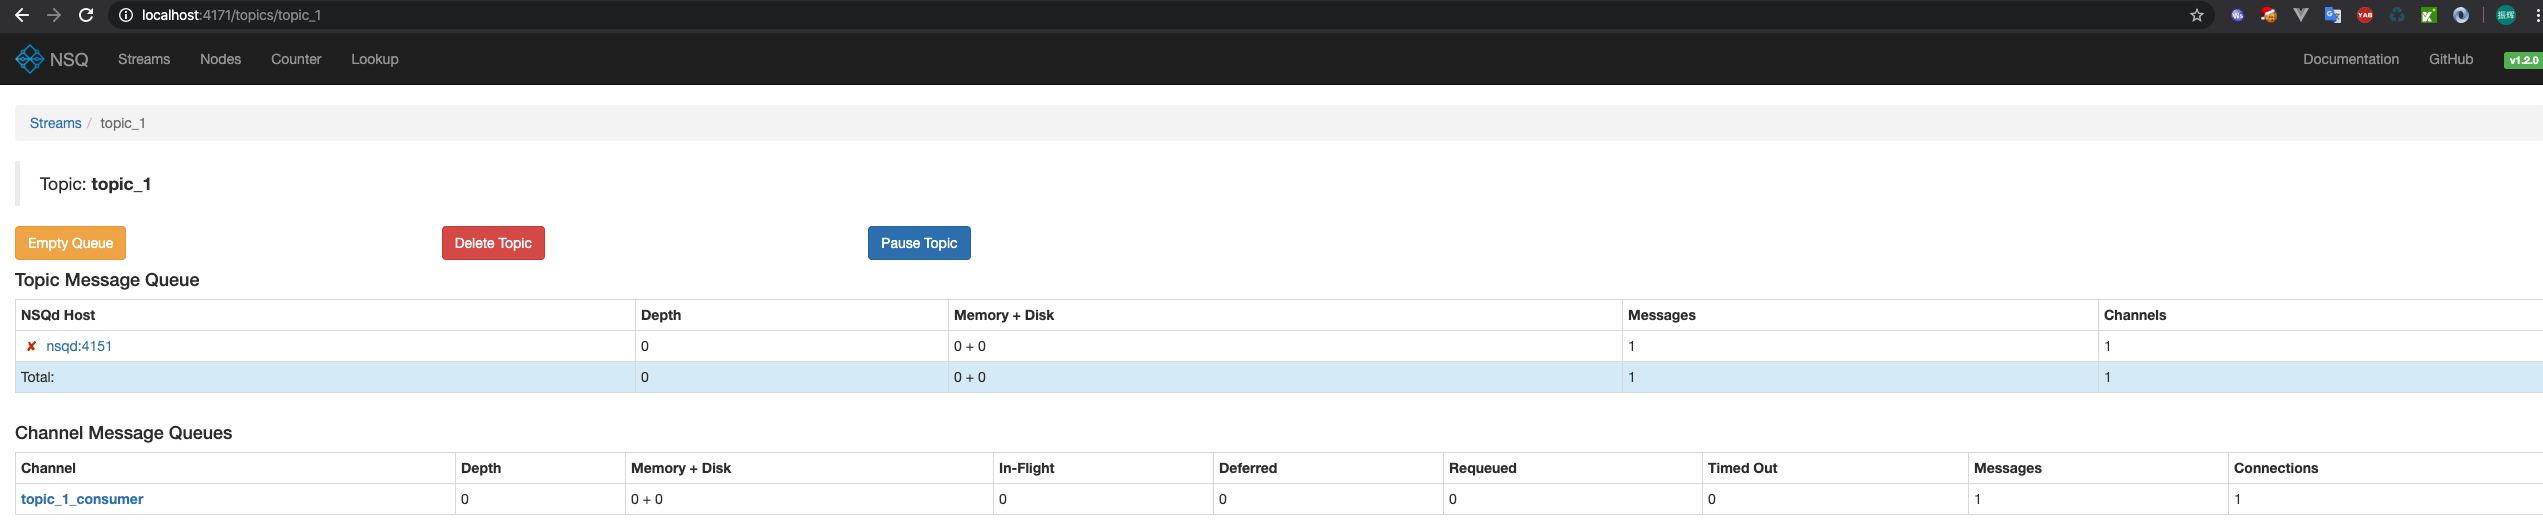 localhost:4171/topics/topic_1
NSQ Streams Nodes Counter Lookup Documentation GitHub v1.2.0
Streams / topic_1
Topic: topic_1
Empty Queue Delete Topic Pause Topic
Topic Message Queue
NSQd Host Depth Memory + Disk Messages Channels
✘ nsqd:4151 0 0 + 0 1 1
Total: 0 0 + 0 1 1
Channel Message Queues
Channel Depth Memory + Disk In-Flight Deferred Requeued Timed Out Messages Connections
topic_1_consumer 0 0 + 0 0 0 0 0 1 1